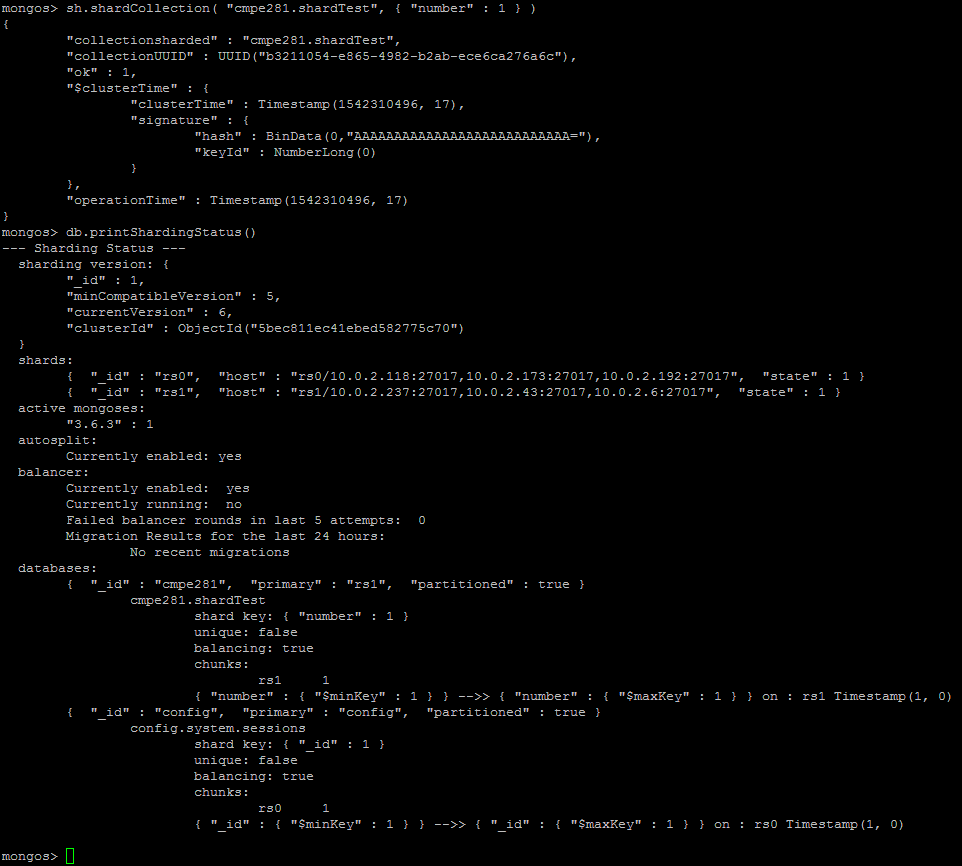 mongos> sh.shardCollection( "cmpe281.shardTest", { "number" : 1 } )
{
        "collectionsharded" : "cmpe281.shardTest",
        "collectionUUID" : UUID("b3211054-e865-4982-b2ab-ece6ca276a6c"),
        "ok" : 1,
        "$clusterTime" : {
                "clusterTime" : Timestamp(1542310496, 17),
                "signature" : {
                        "hash" : BinData(0,"AAAAAAAAAAAAAAAAAAAAAAAAAAA="),
                        "keyId" : NumberLong(0)
                }
        },
        "operationTime" : Timestamp(1542310496, 17)
}
mongos> db.printShardingStatus()
--- Sharding Status ---
  sharding version: {
        "_id" : 1,
        "minCompatibleVersion" : 5,
        "currentVersion" : 6,
        "clusterId" : ObjectId("5bec811ec41ebed582775c70")
  }
  shards:
        {  "_id" : "rs0",  "host" : "rs0/10.0.2.118:27017,10.0.2.173:27017,10.0.2.192:27017",  "state" : 1 }
        {  "_id" : "rs1",  "host" : "rs1/10.0.2.237:27017,10.0.2.43:27017,10.0.2.6:27017",  "state" : 1 }
  active mongoses:
        "3.6.3" : 1
  autosplit:
        Currently enabled: yes
  balancer:
        Currently enabled:  yes
        Currently running:  no
        Failed balancer rounds in last 5 attempts:  0
        Migration Results for the last 24 hours:
                No recent migrations
  databases:
        {  "_id" : "cmpe281",  "primary" : "rs1",  "partitioned" : true }
                cmpe281.shardTest
                        shard key: { "number" : 1 }
                        unique: false
                        balancing: true
                        chunks:
                                rs1     1
                        { "number" : { "$minKey" : 1 } } -->> { "number" : { "$maxKey" : 1 } } on : rs1 Timestamp(1, 0)
        {  "_id" : "config",  "primary" : "config",  "partitioned" : true }
                config.system.sessions
                        shard key: { "_id" : 1 }
                        unique: false
                        balancing: true
                        chunks:
                                rs0     1
                        { "_id" : { "$minKey" : 1 } } -->> { "_id" : { "$maxKey" : 1 } } on : rs0 Timestamp(1, 0)
mongos>